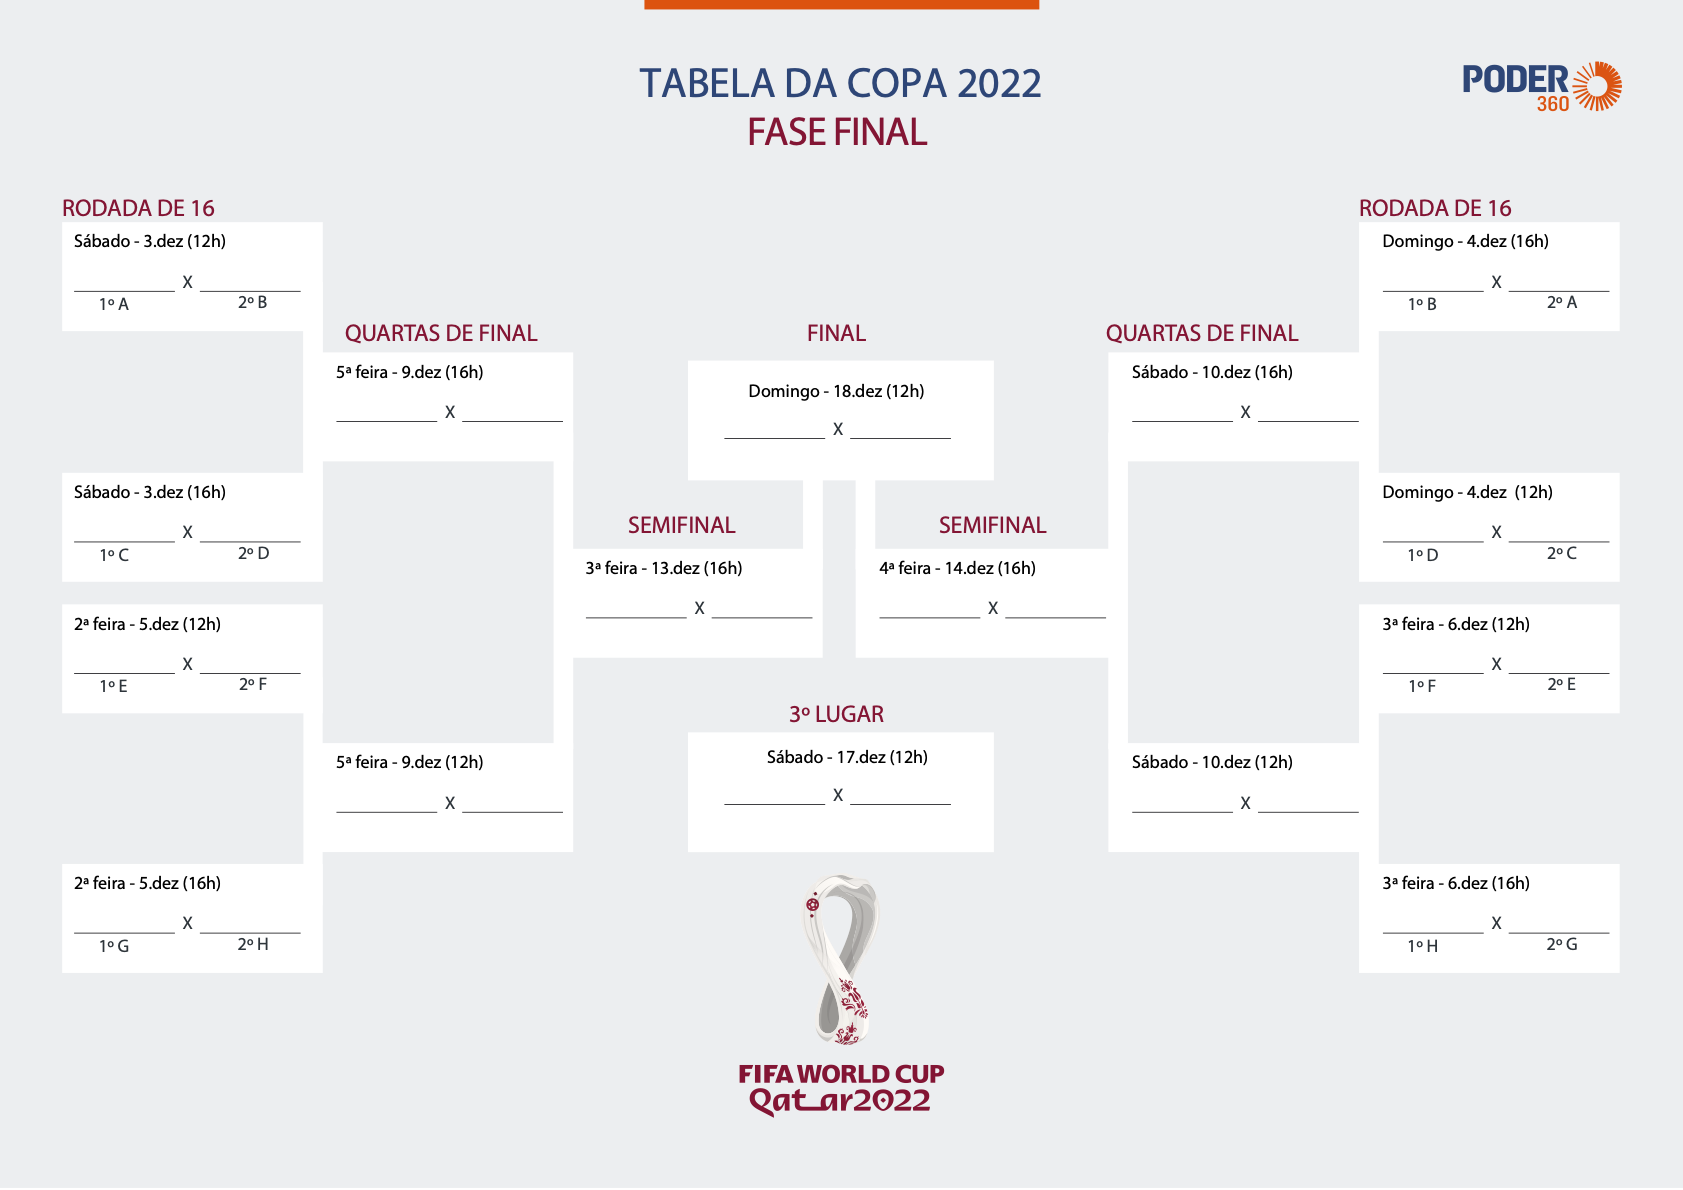 TABELA DA COPA 2022
FASE FINAL
PODER
360
RODADA DE 16
Sábado - 3.dez (12h)
X
1º A 2º B
Sábado - 3.dez (16h)
X
1º C 2º D
2ª feira - 5.dez (12h)
X
1º E 2º F
2ª feira - 5.dez (16h)
X
1º G 2º H
QUARTAS DE FINAL
5ª feira - 9.dez (16h)
X
5ª feira - 9.dez (12h)
X
SEMIFINAL
3ª feira - 13.dez (16h)
X
FINAL
Domingo - 18.dez (12h)
X
SEMIFINAL
4ª feira - 14.dez (16h)
X
3º LUGAR
Sábado - 17.dez (12h)
X
QUARTAS DE FINAL
Sábado - 10.dez (16h)
X
Sábado - 10.dez (12h)
X
RODADA DE 16
Domingo - 4.dez (16h)
X
1º B 2º A
Domingo - 4.dez (12h)
X
1º D 2º C
3ª feira - 6.dez (12h)
X
1º F 2º E
3ª feira - 6.dez (16h)
X
1º H 2º G
FIFA WORLD CUP
Qatar2022